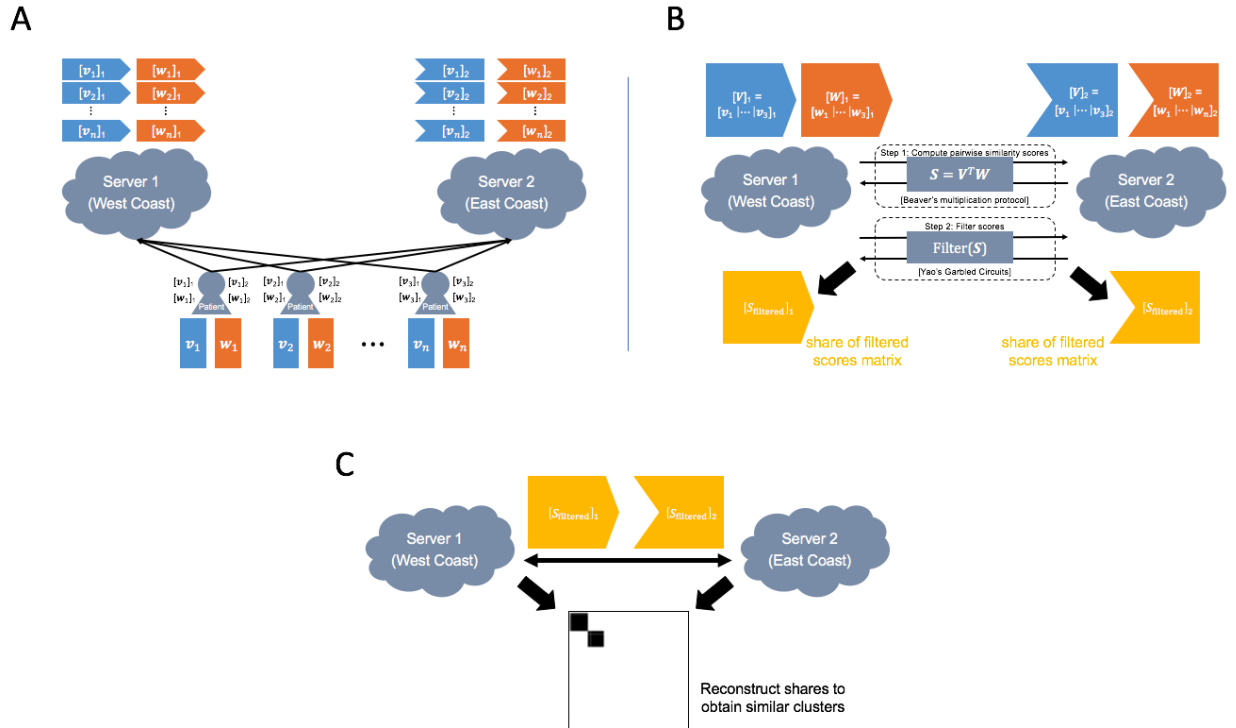 A
[v₁]₁ [w₁]₁
[v₂]₁ [w₂]₁
⋮ ⋮
[vₙ]₁ [wₙ]₁
[v₁]₂ [w₁]₂
[v₂]₂ [w₂]₂
⋮ ⋮
[vₙ]₂ [wₙ]₂
Server 1
(West Coast)
Server 2
(East Coast)
[v₁]₁ [v₁]₂
[w₁]₁ [w₁]₂
Patient
[v₂]₁ [v₂]₂
[w₂]₁ [w₂]₂
Patient
[v₃]₁ [v₃]₂
[w₃]₁ [w₃]₂
Patient
v₁ w₁ v₂ w₂ ••• vₙ wₙ
B
[V]₁ =
[v₁ |⋯|v₃]₁
[W]₁ =
[w₁ |⋯|w₃]₁
[V]₂ =
[v₁ |⋯|v₃]₂
[W]₂ =
[w₁ |⋯|wₙ]₂
Server 1
(West Coast)
Step 1: Compute pairwise similarity scores
S = VᵀW
[Beaver's multiplication protocol]
Step 2: Filter scores
Filter(S)
[Yao's Garbled Circuits]
Server 2
(East Coast)
[S_filtered]₁
share of filtered
scores matrix
[S_filtered]₂
share of filtered
scores matrix
C
Server 1
(West Coast)
[S_filtered]₁ [S_filtered]₂
Server 2
(East Coast)
Reconstruct shares to
obtain similar clusters